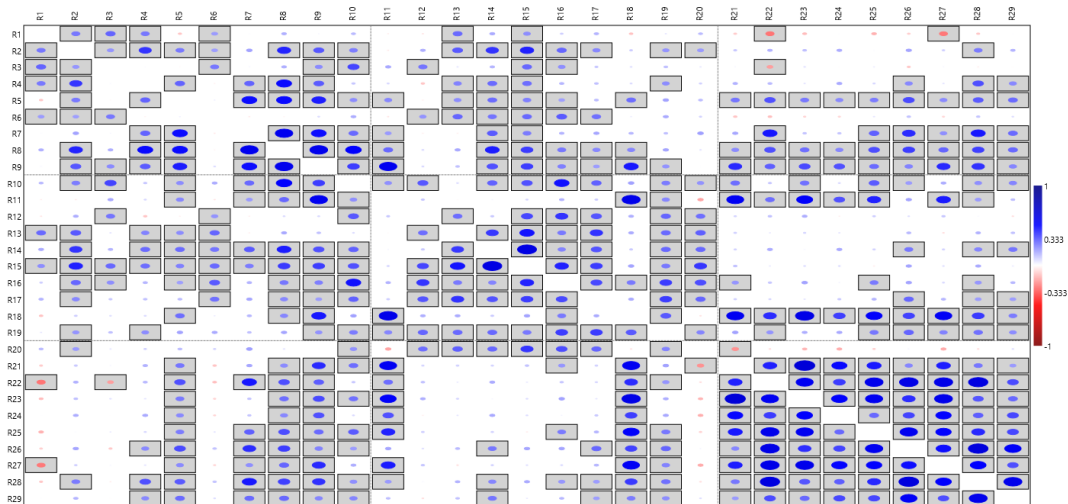 R1 R2 R3 R4 R5 R6 R7 R8 R9 R10 R11 R12 R13 R14 R15 R16 R17 R18 R19 R20 R21 R22 R23 R24 R25 R26 R27 R28 R29
R1
R2
R3
R4
R5
R6
R7
R8
R9
R10
R11
R12
R13
R14
R15
R16
R17
R18
R19
R20
R21
R22
R23
R24
R25
R26
R27
R28
R29
1
0.333
-0.333
-1